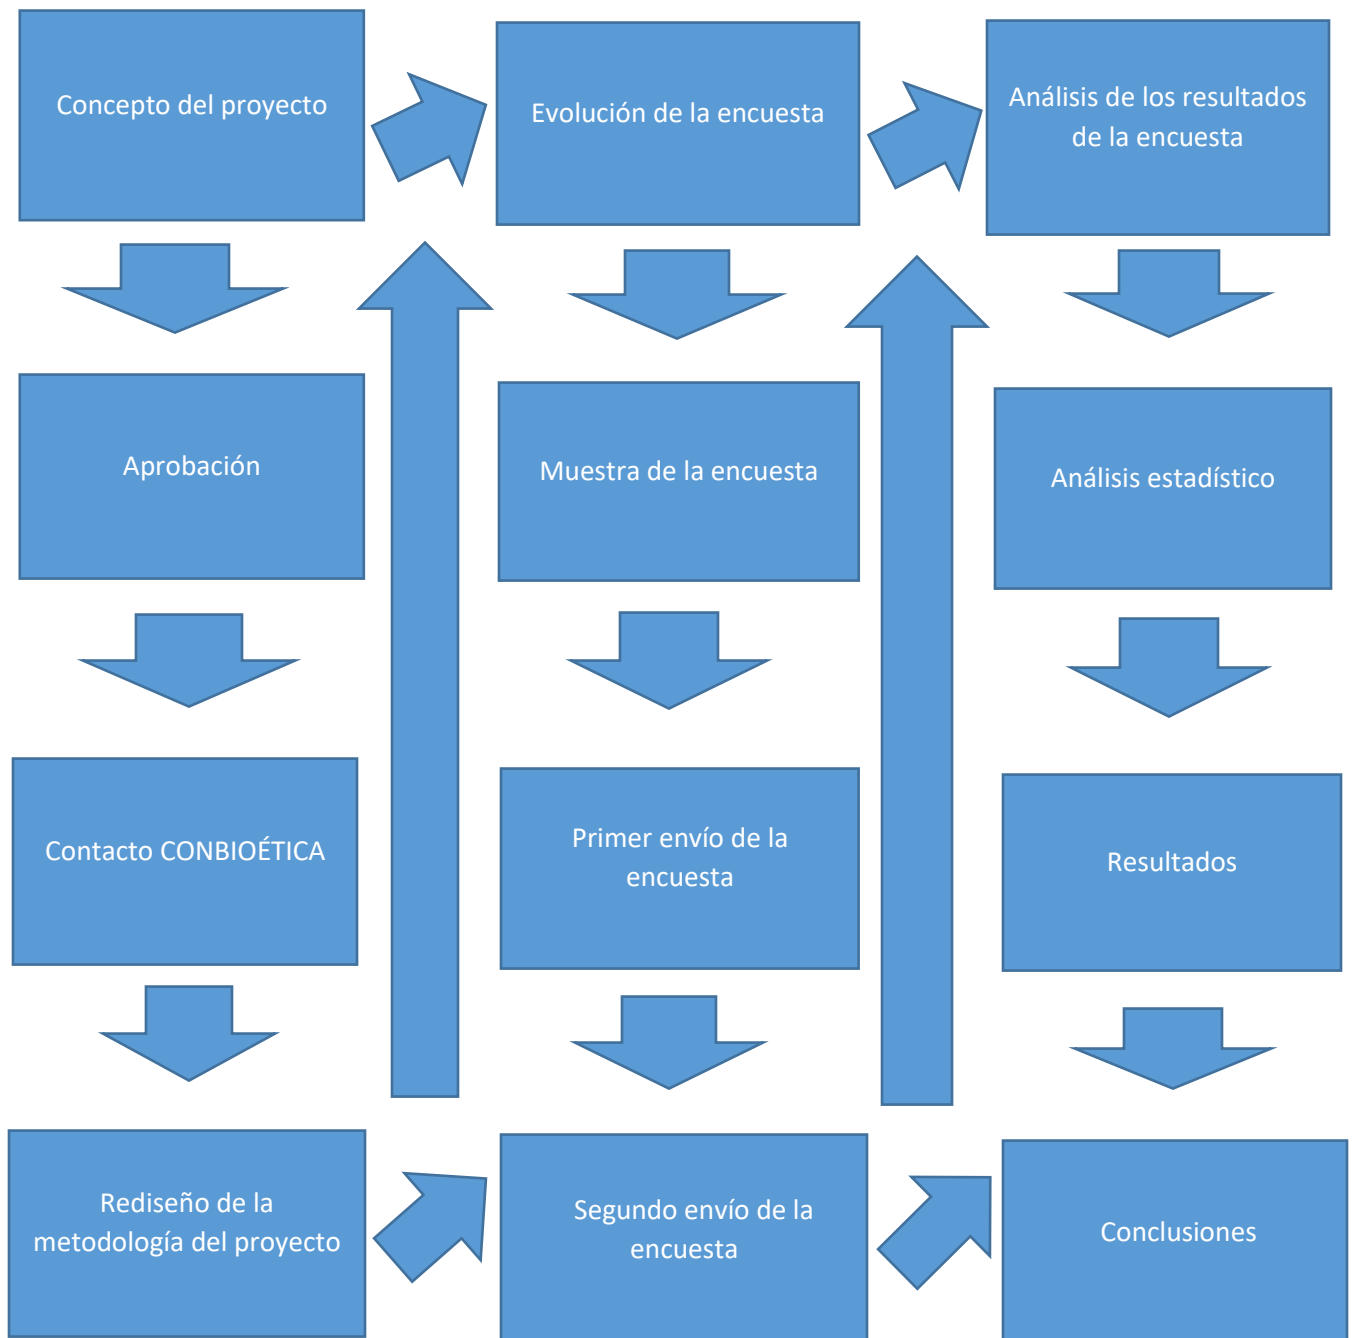 Concepto del proyecto
Aprobación
Contacto CONBIOÉTICA
Rediseño de la
metodología del proyecto
Evolución de la encuesta
Muestra de la encuesta
Primer envío de la
encuesta
Segundo envío de la
encuesta
Análisis de los resultados
de la encuesta
Análisis estadístico
Resultados
Conclusiones